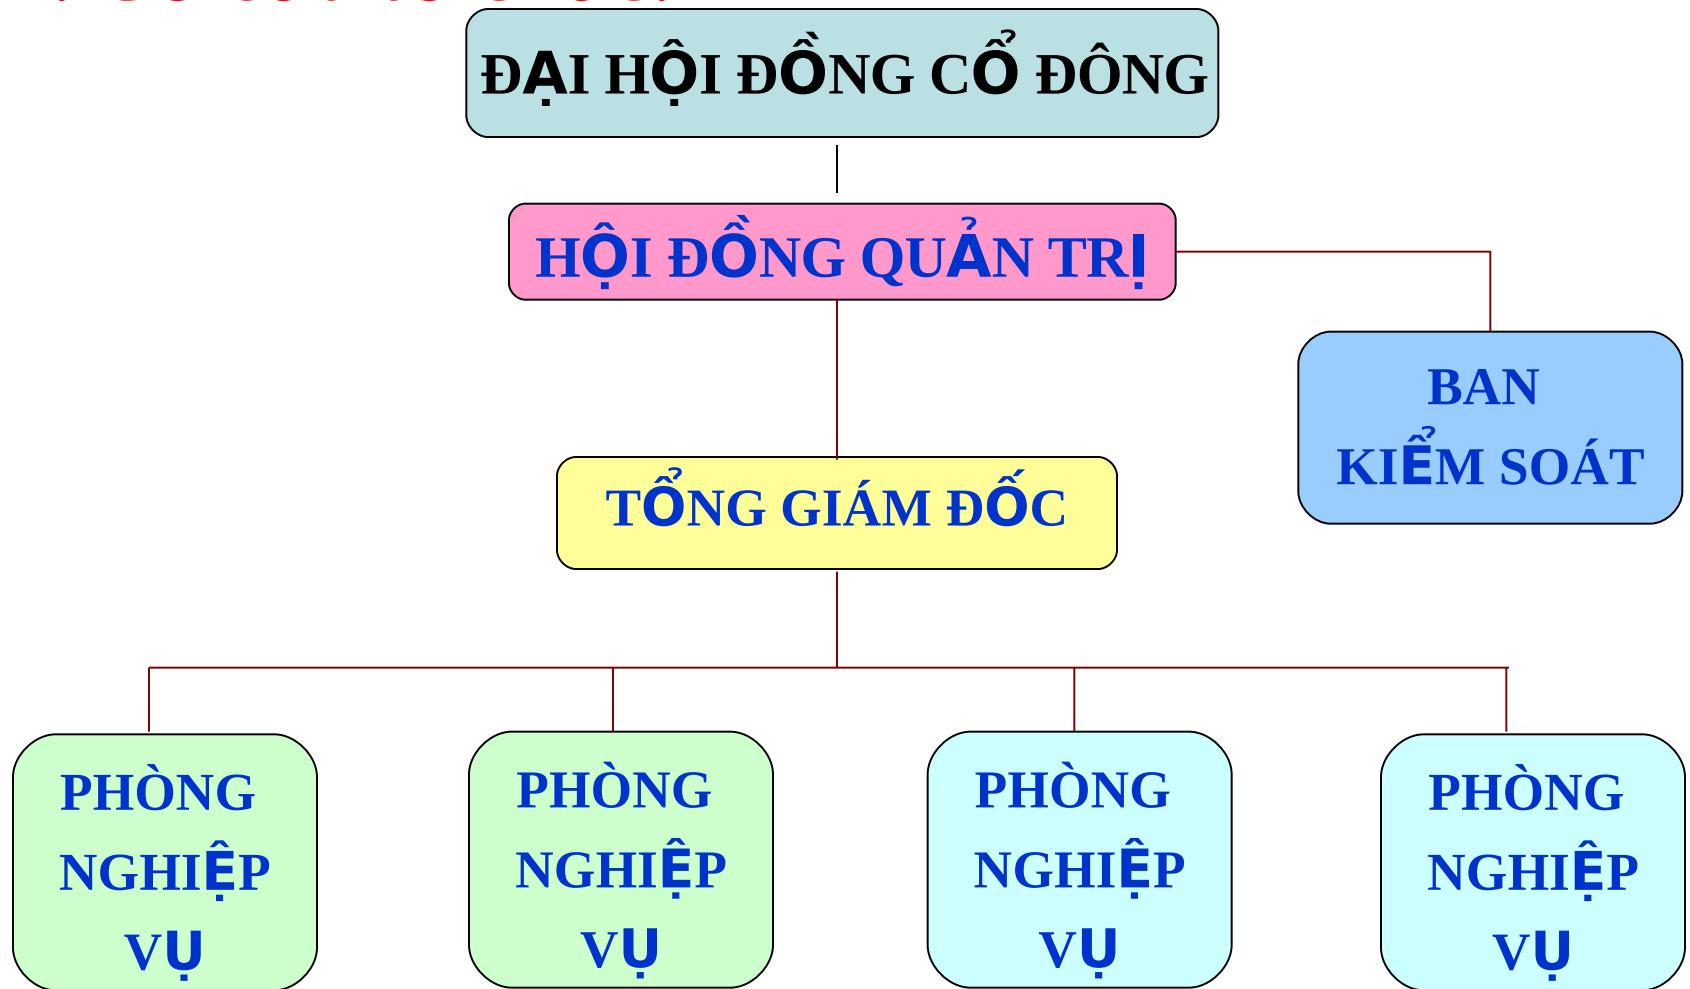 ĐẠI HỘI ĐỒNG CỔ ĐÔNG
HỘI ĐỒNG QUẢN TRỊ
BAN
KIỂM SOÁT
TỔNG GIÁM ĐỐC
PHÒNG
NGHIỆP
VỤ
PHÒNG
NGHIỆP
VỤ
PHÒNG
NGHIỆP
VỤ
PHÒNG
NGHIỆP
VỤ